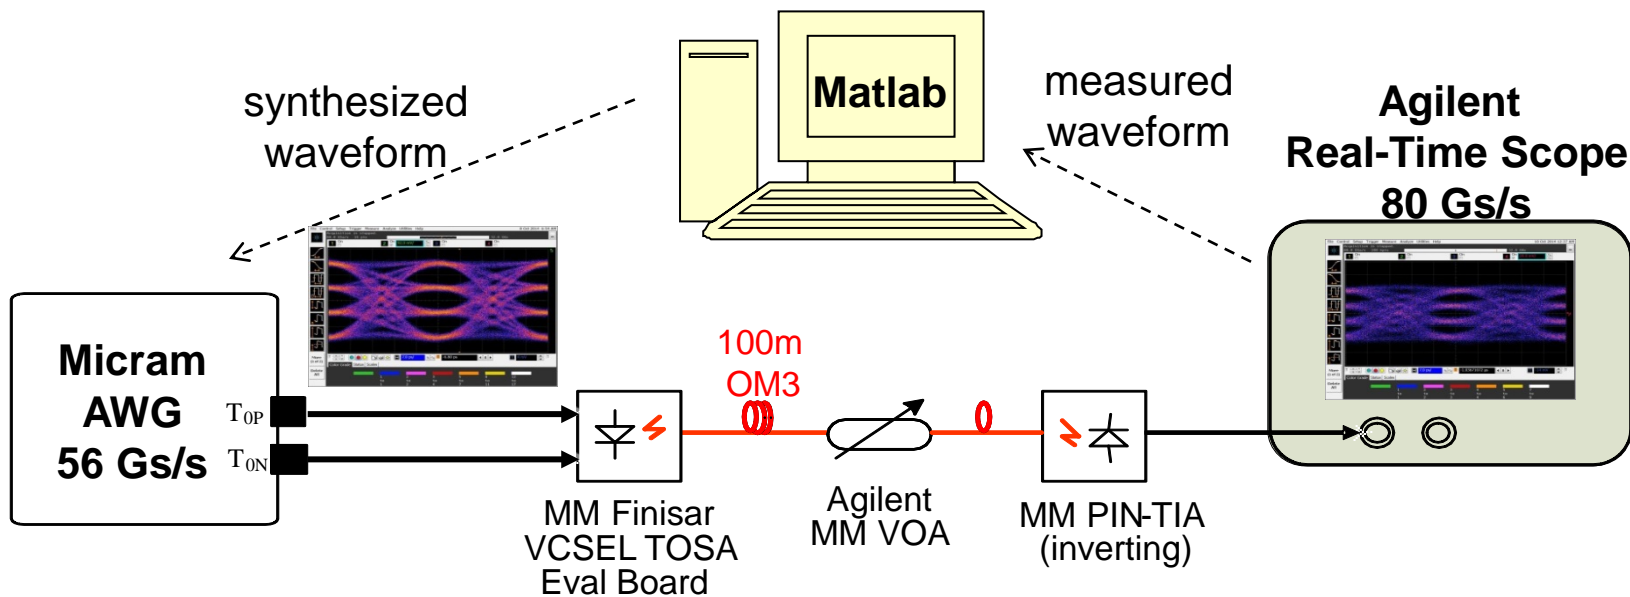 synthesized
waveform
Matlab
measured
waveform
Agilent
Real-Time Scope
80 Gs/s
Micram
AWG
56 Gs/s
T0P
T0N
100m
OM3
MM Finisar
VCSEL TOSA
Eval Board
Agilent
MM VOA
MM PIN-TIA
(inverting)